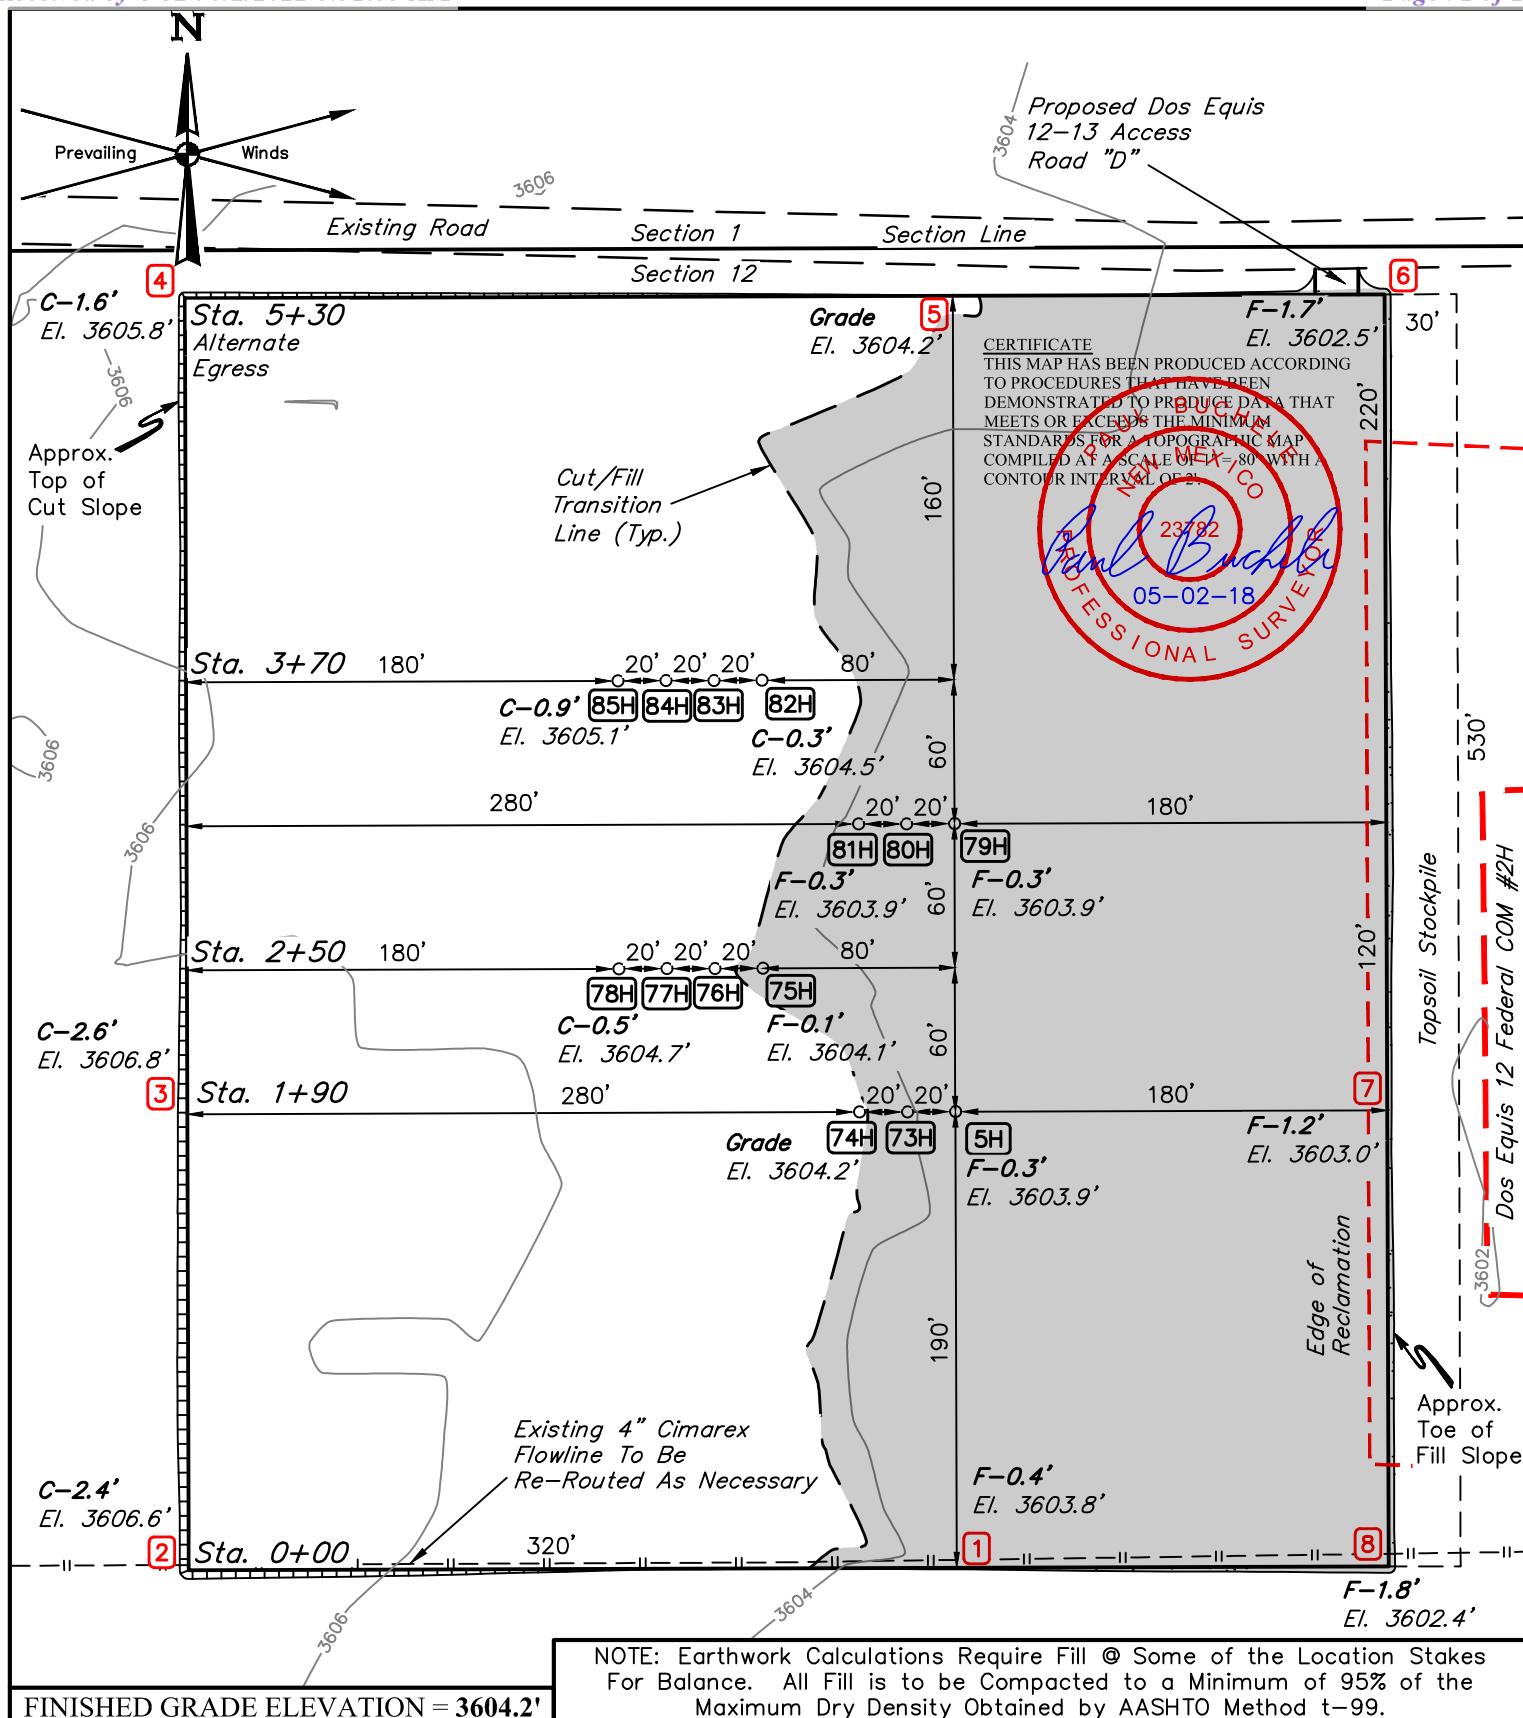 N
Prevailing Winds
3606
3604
Proposed Dos Equis
12-13 Access
Road "D"
Existing Road
Section 1
Section Line
Section 12
4
6
C-1.6'
El. 3605.8'
Sta. 5+30
Alternate
Egress
Grade
El. 3604.2'
5
F-1.7'
El. 3602.5'
30'
CERTIFICATE
THIS MAP HAS BEEN PRODUCED ACCORDING
TO PROCEDURES THAT HAVE BEEN
DEMONSTRATED TO PRODUCE DATA THAT
MEETS OR EXCEEDS THE MINIMUM
STANDARDS FOR A TOPOGRAPHIC MAP
COMPILED AT A SCALE OF 1" = 80' WITH A
CONTOUR INTERVAL OF 2'.
PAUL BUCHELE
NEW MEXICO
23782
PROFESSIONAL SURVEYOR
Paul Buchele
05-02-18
3606
220'
Approx.
Top of
Cut Slope
Cut/Fill
Transition
Line (Typ.)
160'
Sta. 3+70
180'
20'
20'
20'
80'
85H
84H
83H
82H
C-0.9'
El. 3605.1'
C-0.3'
El. 3604.5'
60'
530'
3606
280'
20'
20'
180'
3606
81H
80H
79H
F-0.3'
El. 3603.9'
F-0.3'
El. 3603.9'
60'
Sta. 2+50
180'
20'
20'
20'
80'
120'
Topsoil Stockpile
Dos Equis 12 Federal COM #2H
78H
77H
76H
75H
C-0.5'
El. 3604.7'
F-0.1'
El. 3604.1'
60'
C-2.6'
El. 3606.8'
3
Sta. 1+90
280'
20'
20'
180'
7
74H
73H
5H
Grade
El. 3604.2'
F-0.3'
El. 3603.9'
F-1.2'
El. 3603.0'
190'
Edge of
Reclamation
3602
Approx.
Toe of
Fill Slope
Existing 4" Cimarex
Flowline To Be
Re-Routed As Necessary
C-2.4'
El. 3606.6'
F-0.4'
El. 3603.8'
2
Sta. 0+00
320'
1
8
F-1.8'
El. 3602.4'
3606
3604
NOTE: Earthwork Calculations Require Fill @ Some of the Location Stakes
For Balance. All Fill is to be Compacted to a Minimum of 95% of the
Maximum Dry Density Obtained by AASHTO Method t-99.
FINISHED GRADE ELEVATION = 3604.2'